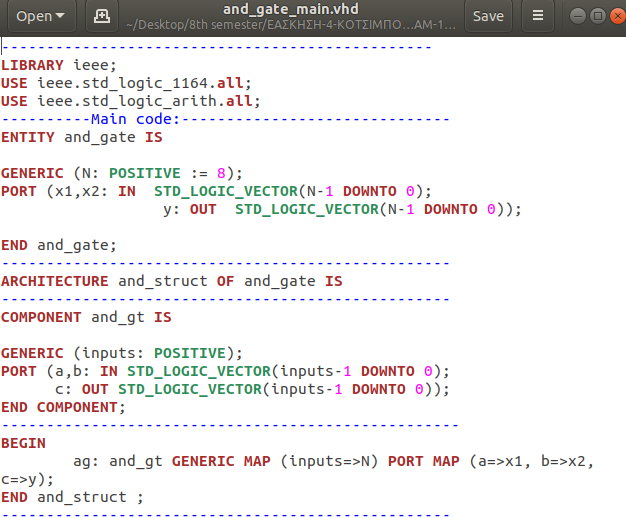 Open
and_gate_main.vhd
~/Desktop/8th semester/ΕΑΣΚΗΣΗ-4-ΚΟΤΣΙΜΠΟ…ΑΜ-1…
Save
------------------------------------------------
LIBRARY ieee;
USE ieee.std_logic_1164.all;
USE ieee.std_logic_arith.all;
----------Main code:------------------------------
ENTITY and_gate IS
GENERIC (N: POSITIVE := 8);
PORT (x1,x2: IN  STD_LOGIC_VECTOR(N-1 DOWNTO 0);
y: OUT  STD_LOGIC_VECTOR(N-1 DOWNTO 0));
END and_gate;
--------------------------------------------------
ARCHITECTURE and_struct OF and_gate IS
--------------------------------------------------
COMPONENT and_gt IS
GENERIC (inputs: POSITIVE);
PORT (a,b: IN STD_LOGIC_VECTOR(inputs-1 DOWNTO 0);
c: OUT STD_LOGIC_VECTOR(inputs-1 DOWNTO 0));
END COMPONENT;
---------------------------------------------------
BEGIN
ag: and_gt GENERIC MAP (inputs=>N) PORT MAP (a=>x1, b=>x2,
c=>y);
END and_struct ;
--------------------------------------------------